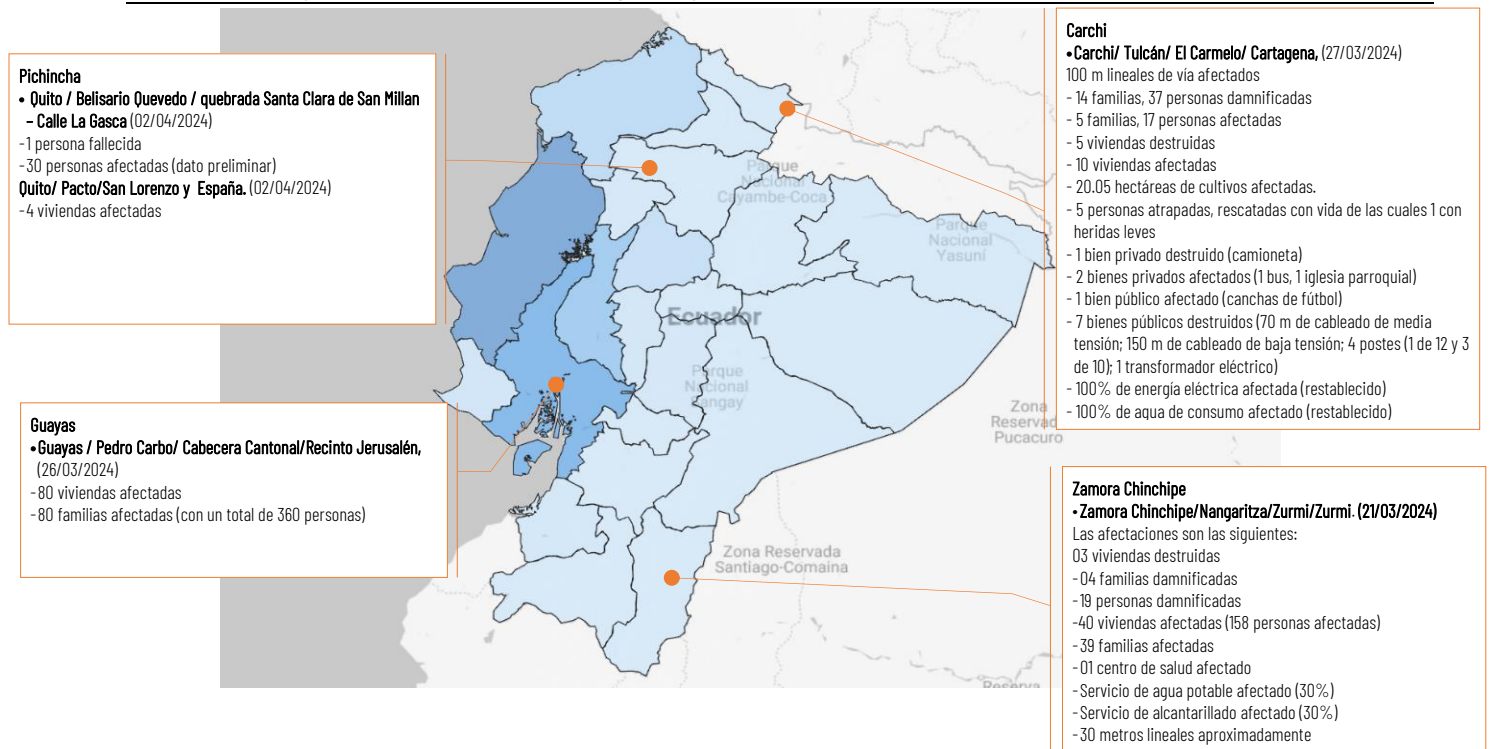 Pichincha
• Quito / Belisario Quevedo / quebrada Santa Clara de San Millan
– Calle La Gasca (02/04/2024)
-1 persona fallecida
-30 personas afectadas (dato preliminar)
Quito/ Pacto/San Lorenzo y España. (02/04/2024)
-4 viviendas afectadas
Guayas
•Guayas / Pedro Carbo/ Cabecera Cantonal/Recinto Jerusalén,
(26/03/2024)
-80 viviendas afectadas
-80 familias afectadas (con un total de 360 personas)
Parque
Nacional
Cayambe-Coca
Parque
Nacional
Yasuní
Ecuador
Parque
Nacional
Sangay
Zona
Reservada
Pucacuro
Zona Reservada
Santiago-Comaina
Reserva
Carchi
•Carchi/ Tulcán/ El Carmelo/ Cartagena, (27/03/2024)
100 m lineales de vía afectados
- 14 familias, 37 personas damnificadas
- 5 familias, 17 personas afectadas
- 5 viviendas destruidas
- 10 viviendas afectadas
- 20.05 hectáreas de cultivos afectadas.
- 5 personas atrapadas, rescatadas con vida de las cuales 1 con
heridas leves
- 1 bien privado destruido (camioneta)
- 2 bienes privados afectados (1 bus, 1 iglesia parroquial)
- 1 bien público afectado (canchas de fútbol)
- 7 bienes públicos destruidos (70 m de cableado de media
tensión; 150 m de cableado de baja tensión; 4 postes (1 de 12 y 3
de 10); 1 transformador eléctrico)
- 100% de energía eléctrica afectada (restablecido)
- 100% de aqua de consumo afectado (restablecido)
Zamora Chinchipe
• Zamora Chinchipe/Nangaritza/Zurmi/Zurmi. (21/03/2024)
Las afectaciones son las siguientes:
03 viviendas destruidas
-04 familias damnificadas
-19 personas damnificadas
-40 viviendas afectadas (158 personas afectadas)
-39 familias afectadas
-01 centro de salud afectado
-Servicio de agua potable afectado (30%)
-Servicio de alcantarillado afectado (30%)
-30 metros lineales aproximadamente